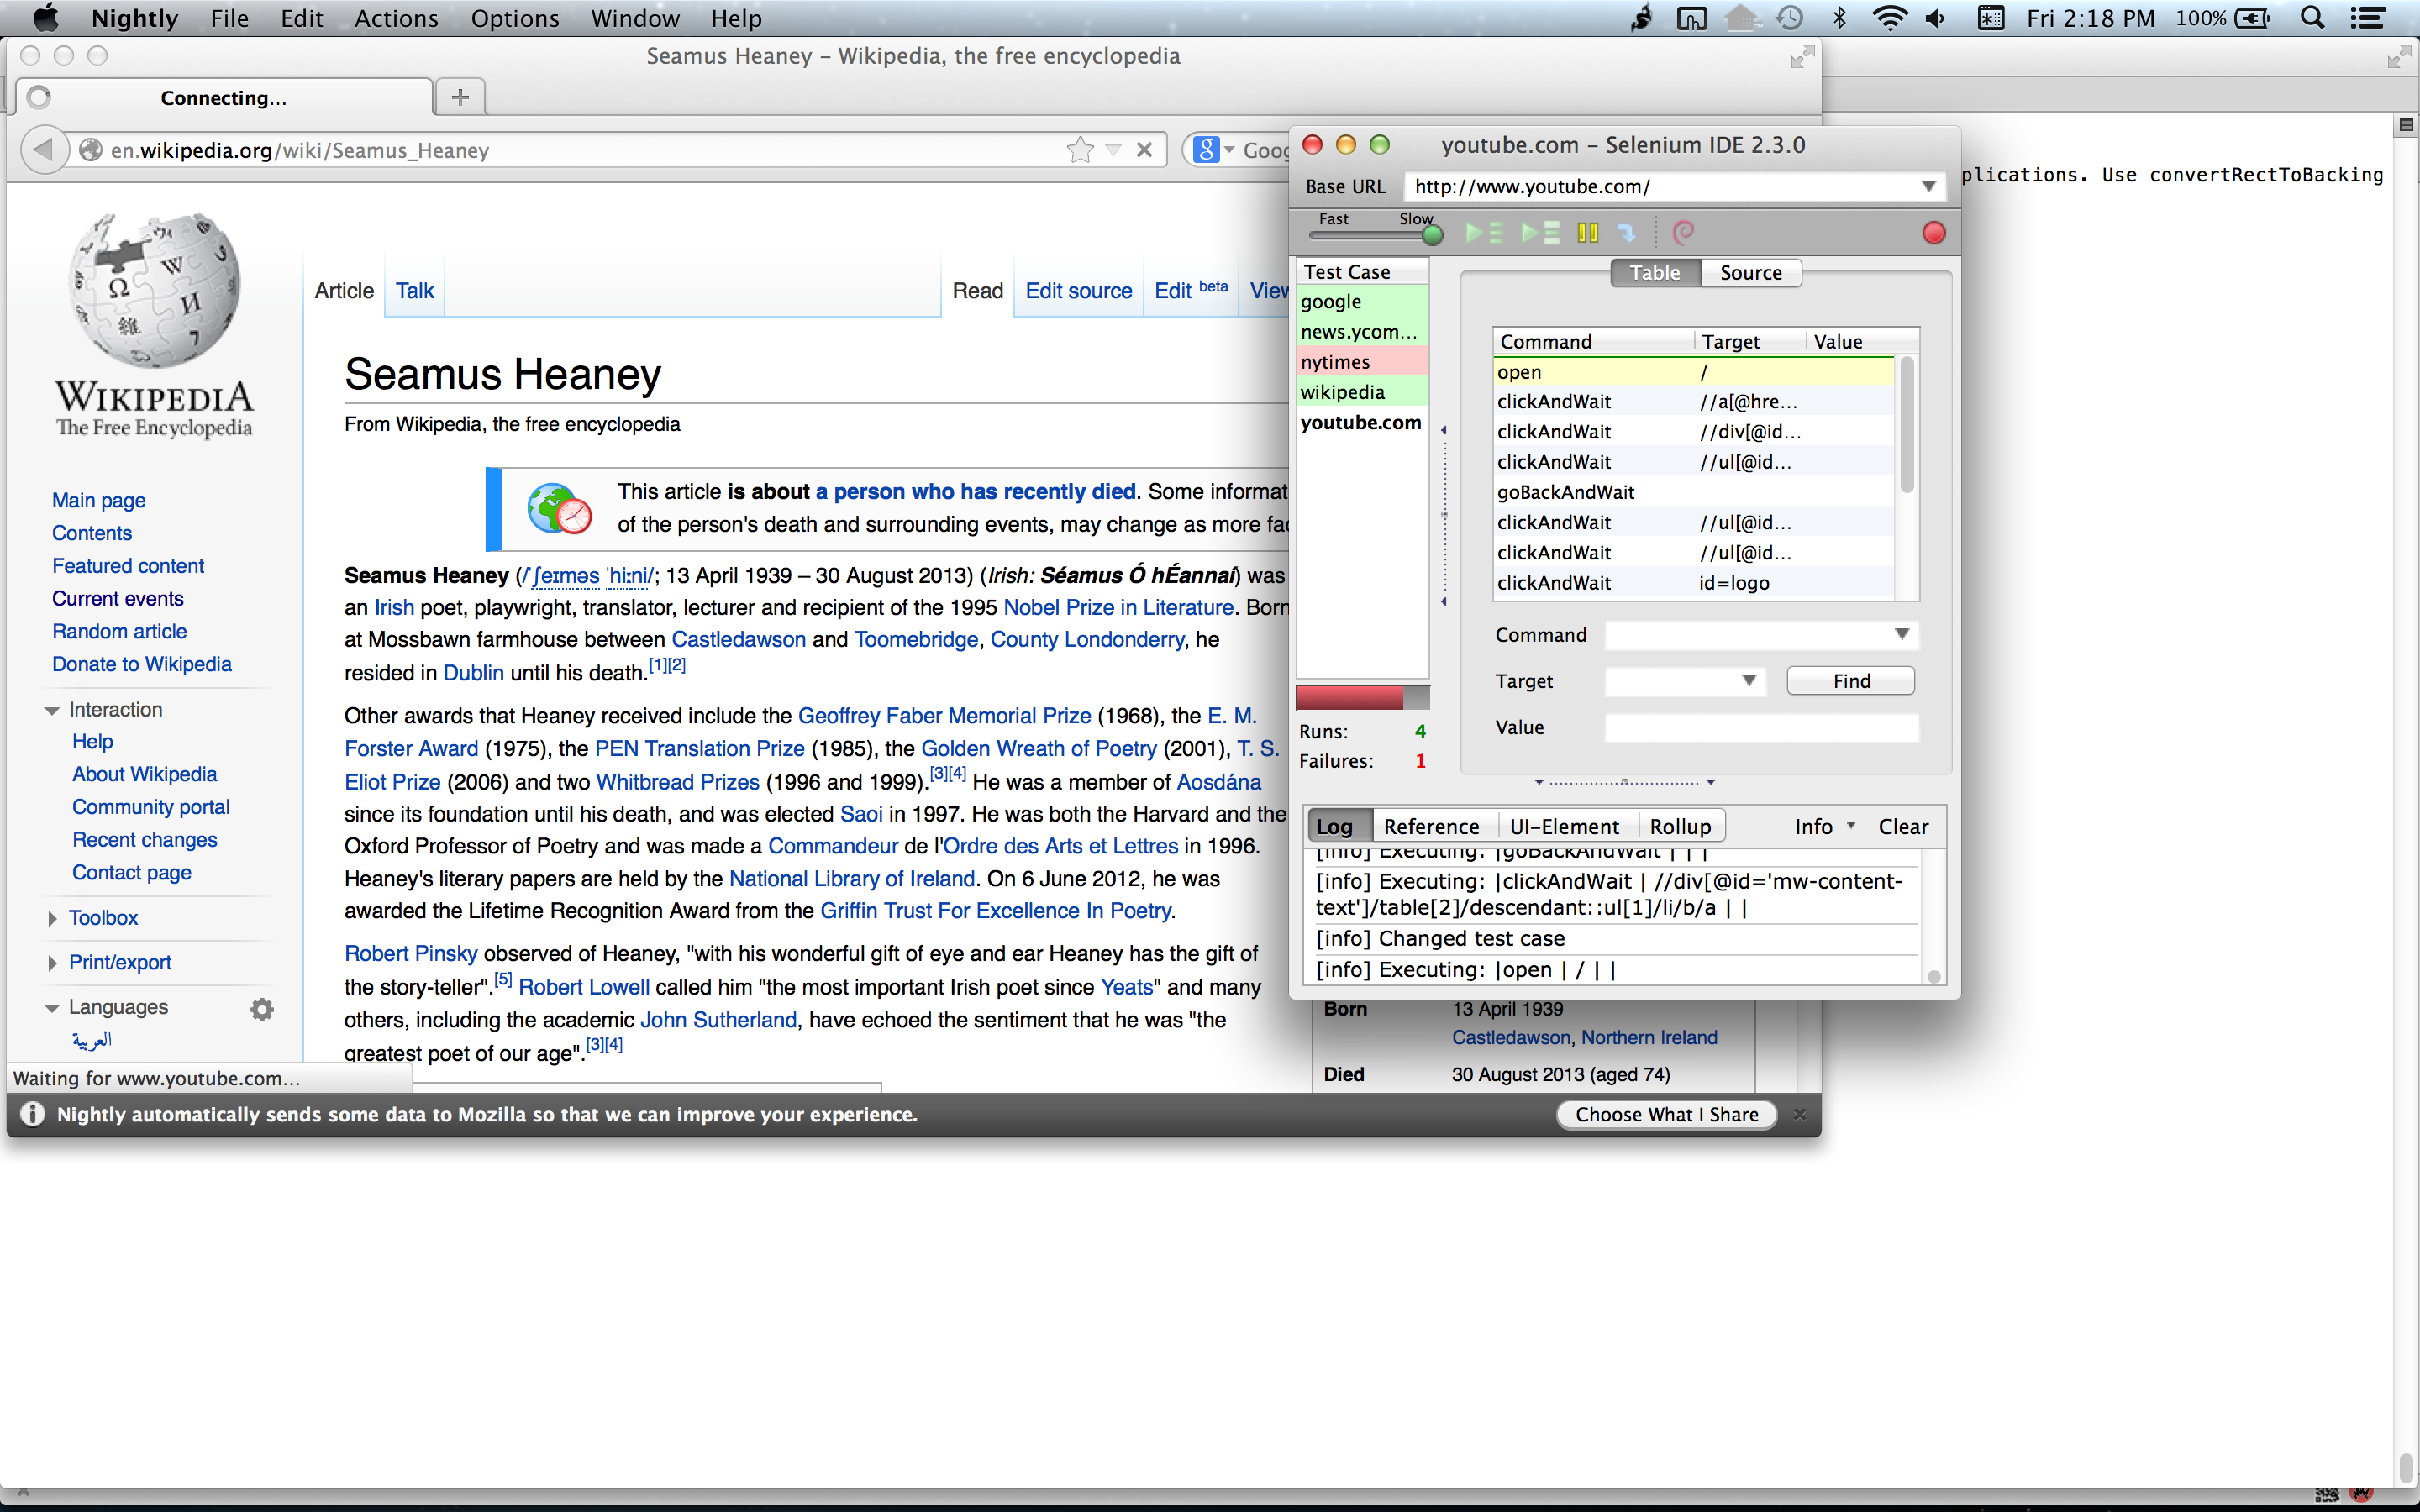 Nightly File Edit Actions Options Window Help
Fri 2:18 PM 100%
Seamus Heaney – Wikipedia, the free encyclopedia
Connecting...
en.wikipedia.org/wiki/Seamus_Heaney
WIKIPEDIA
The Free Encyclopedia
Main page
Contents
Featured content
Current events
Random article
Donate to Wikipedia
Interaction
Help
About Wikipedia
Community portal
Recent changes
Contact page
Toolbox
Print/export
Languages
العربية
Article Talk
Read Edit source Edit beta
Seamus Heaney
From Wikipedia, the free encyclopedia
This article is about a person who has recently died. Some
of the person's death and surrounding events, may change as more
Seamus Heaney (/ˈʃeɪməs ˈhiːni/; 13 April 1939 – 30 August 2013) (Irish: Séamus Ó hÉannaí) was
an Irish poet, playwright, translator, lecturer and recipient of the 1995 Nobel Prize in Literature. Born
at Mossbawn farmhouse between Castledawson and Toomebridge, County Londonderry, he
resided in Dublin until his death.[1][2]
Other awards that Heaney received include the Geoffrey Faber Memorial Prize (1968), the E. M.
Forster Award (1975), the PEN Translation Prize (1985), the Golden Wreath of Poetry (2001), T. S.
Eliot Prize (2006) and two Whitbread Prizes (1996 and 1999).[3][4] He was a member of Aosdána
since its foundation until his death, and was elected Saoi in 1997. He was both the Harvard and the
Oxford Professor of Poetry and was made a Commandeur de l'Ordre des Arts et Lettres in 1996.
Heaney's literary papers are held by the National Library of Ireland. On 6 June 2012, he was
awarded the Lifetime Recognition Award from the Griffin Trust For Excellence In Poetry.
Robert Pinsky observed of Heaney, "with his wonderful gift of eye and ear Heaney has the gift of
the story-teller".[5] Robert Lowell called him "the most important Irish poet since Yeats" and many
others, including the academic John Sutherland, have echoed the sentiment that he was "the
greatest poet of our age".[3][4]
Born 13 April 1939
Castledawson, Northern Ireland
Died 30 August 2013 (aged 74)
Waiting for www.youtube.com...
Nightly automatically sends some data to Mozilla so that we can improve your experience.
Choose What I Share
youtube.com – Selenium IDE 2.3.0
Base URL http://www.youtube.com/
Fast Slow
Test Case
google
news.ycom...
nytimes
wikipedia
youtube.com
Runs: 4
Failures: 1
Table Source
Command Target Value
open /
clickAndWait //a[@hre...
clickAndWait //div[@id...
clickAndWait //ul[@id...
goBackAndWait
clickAndWait //ul[@id...
clickAndWait //ul[@id...
clickAndWait id=logo
Command
Target Find
Value
Log Reference UI-Element Rollup Info Clear
[info] Executing: |goBackAndWait | | |
[info] Executing: |clickAndWait | //div[@id='mw-content-
text']/table[2]/descendant::ul[1]/li/b/a | |
[info] Changed test case
[info] Executing: |open | / | |
plications. Use convertRectToBacking